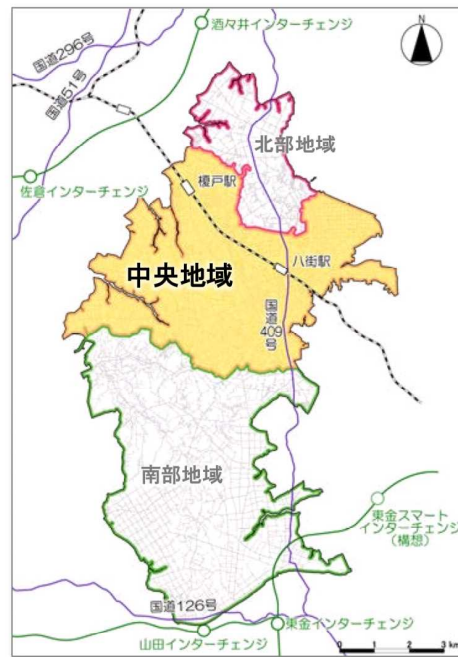 酒々井インターチェンジ
N
国道296号
国道51号
北部地域
榎戸駅
佐倉インターチェンジ
八街駅
中央地域
国道
409
号
南部地域
東金スマート
インターチェンジ
(構想)
国道126号
東金インターチェンジ
山田インターチェンジ
0 1 2 3 km